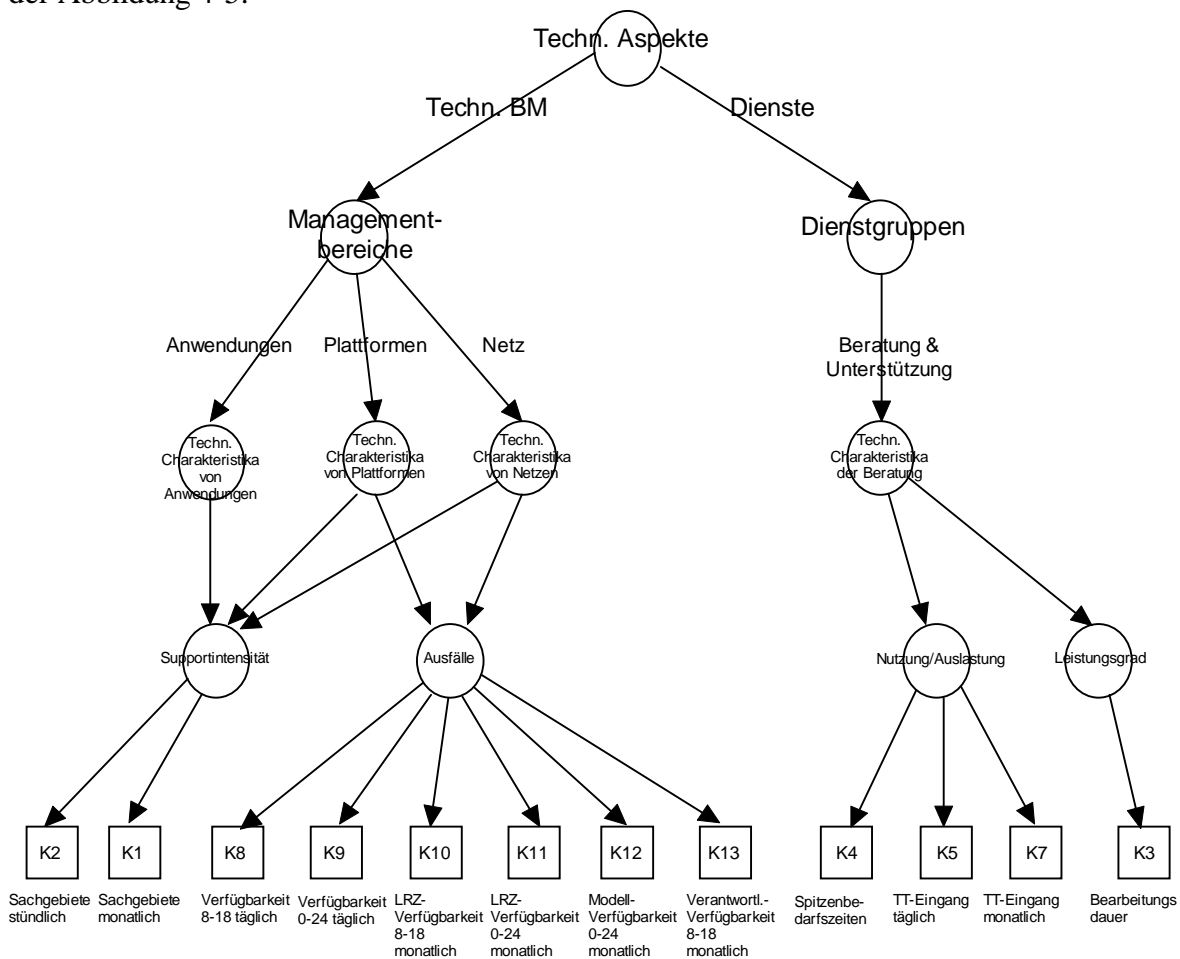 der Abbildung 4-3.
Techn. Aspekte
Techn. BM
Dienste
Management-
bereiche
Dienstgruppen
Anwendungen
Plattformen
Netz
Beratung &
Unterstützung
Techn.
Charakteristika
von
Anwendungen
Techn.
Charakteristika
von Plattformen
Techn.
Charakteristika
von Netzen
Techn.
Charakteristika
der Beratung
Supportintensität
Ausfälle
Nutzung/Auslastung
Leistungsgrad
K2
K1
K8
K9
K10
K11
K12
K13
K4
K5
K7
K3
Sachgebiete
stündlich
Sachgebiete
monatlich
Verfügbarkeit
8-18 täglich
Verfügbarkeit
0-24 täglich
LRZ-
Verfügbarkeit
8-18
monatlich
LRZ-
Verfügbarkeit
0-24
monatlich
Modell-
Verfügbarkeit
0-24
monatlich
Verantwortl.-
Verfügbarkeit
8-18
monatlich
Spitzenbe-
darfszeiten
TT-Eingang
täglich
TT-Eingang
monatlich
Bearbeitungs
dauer